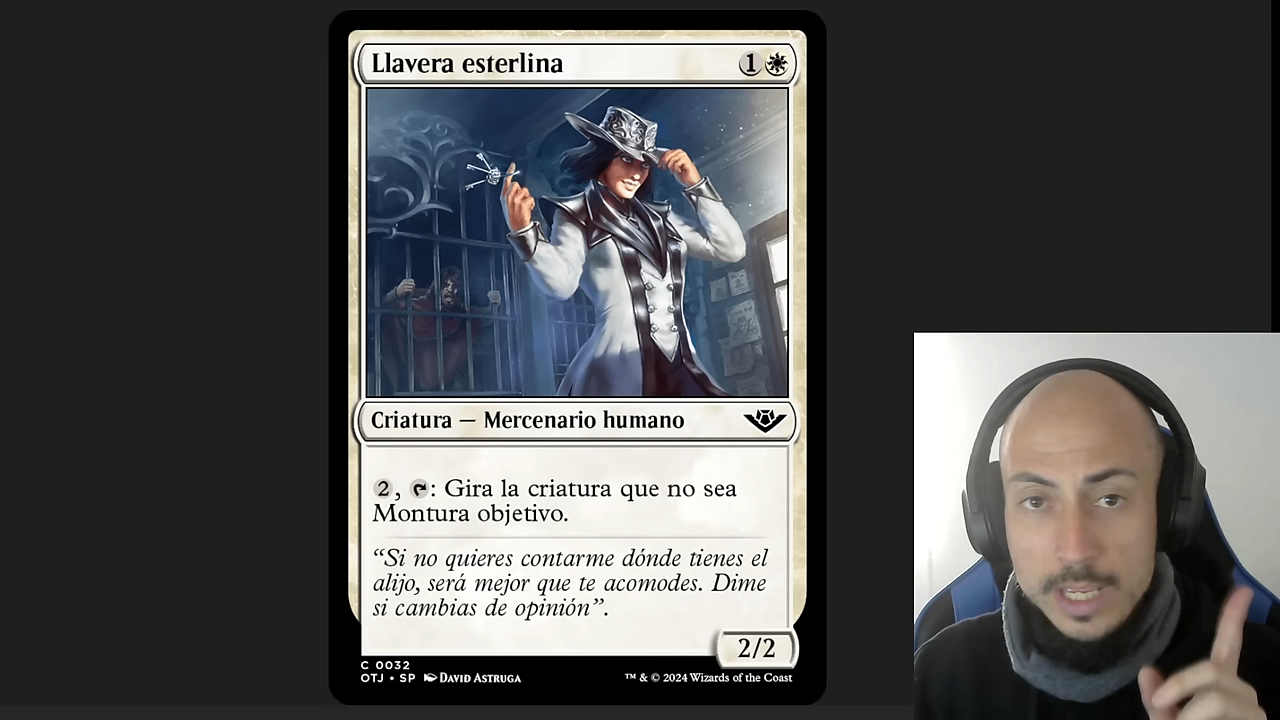 Llavera esterlina 1
Criatura — Mercenario humano
2, : Gira la criatura que no sea
Montura objetivo.
“Si no quieres contarme dónde tienes el
alijo, será mejor que te acomodes. Dime
si cambias de opinión”.
2/2
C 0032
OTJ • SP DAVID ASTRUGA
™ & © 2024 Wizards of the Coast